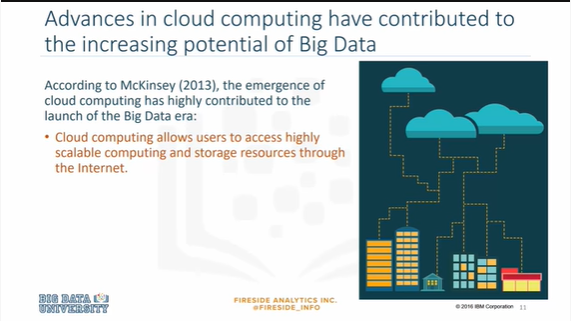 Advances in cloud computing have contributed to
the increasing potential of Big Data
According to McKinsey (2013), the emergence of
cloud computing has highly contributed to the
launch of the Big Data era:
• Cloud computing allows users to access highly
scalable computing and storage resources through
the Internet.
BIG DATA
UNIVERSITY
FIRESIDE ANALYTICS INC.
@FIRESIDE_INFO
© 2016 IBM Corporation 11